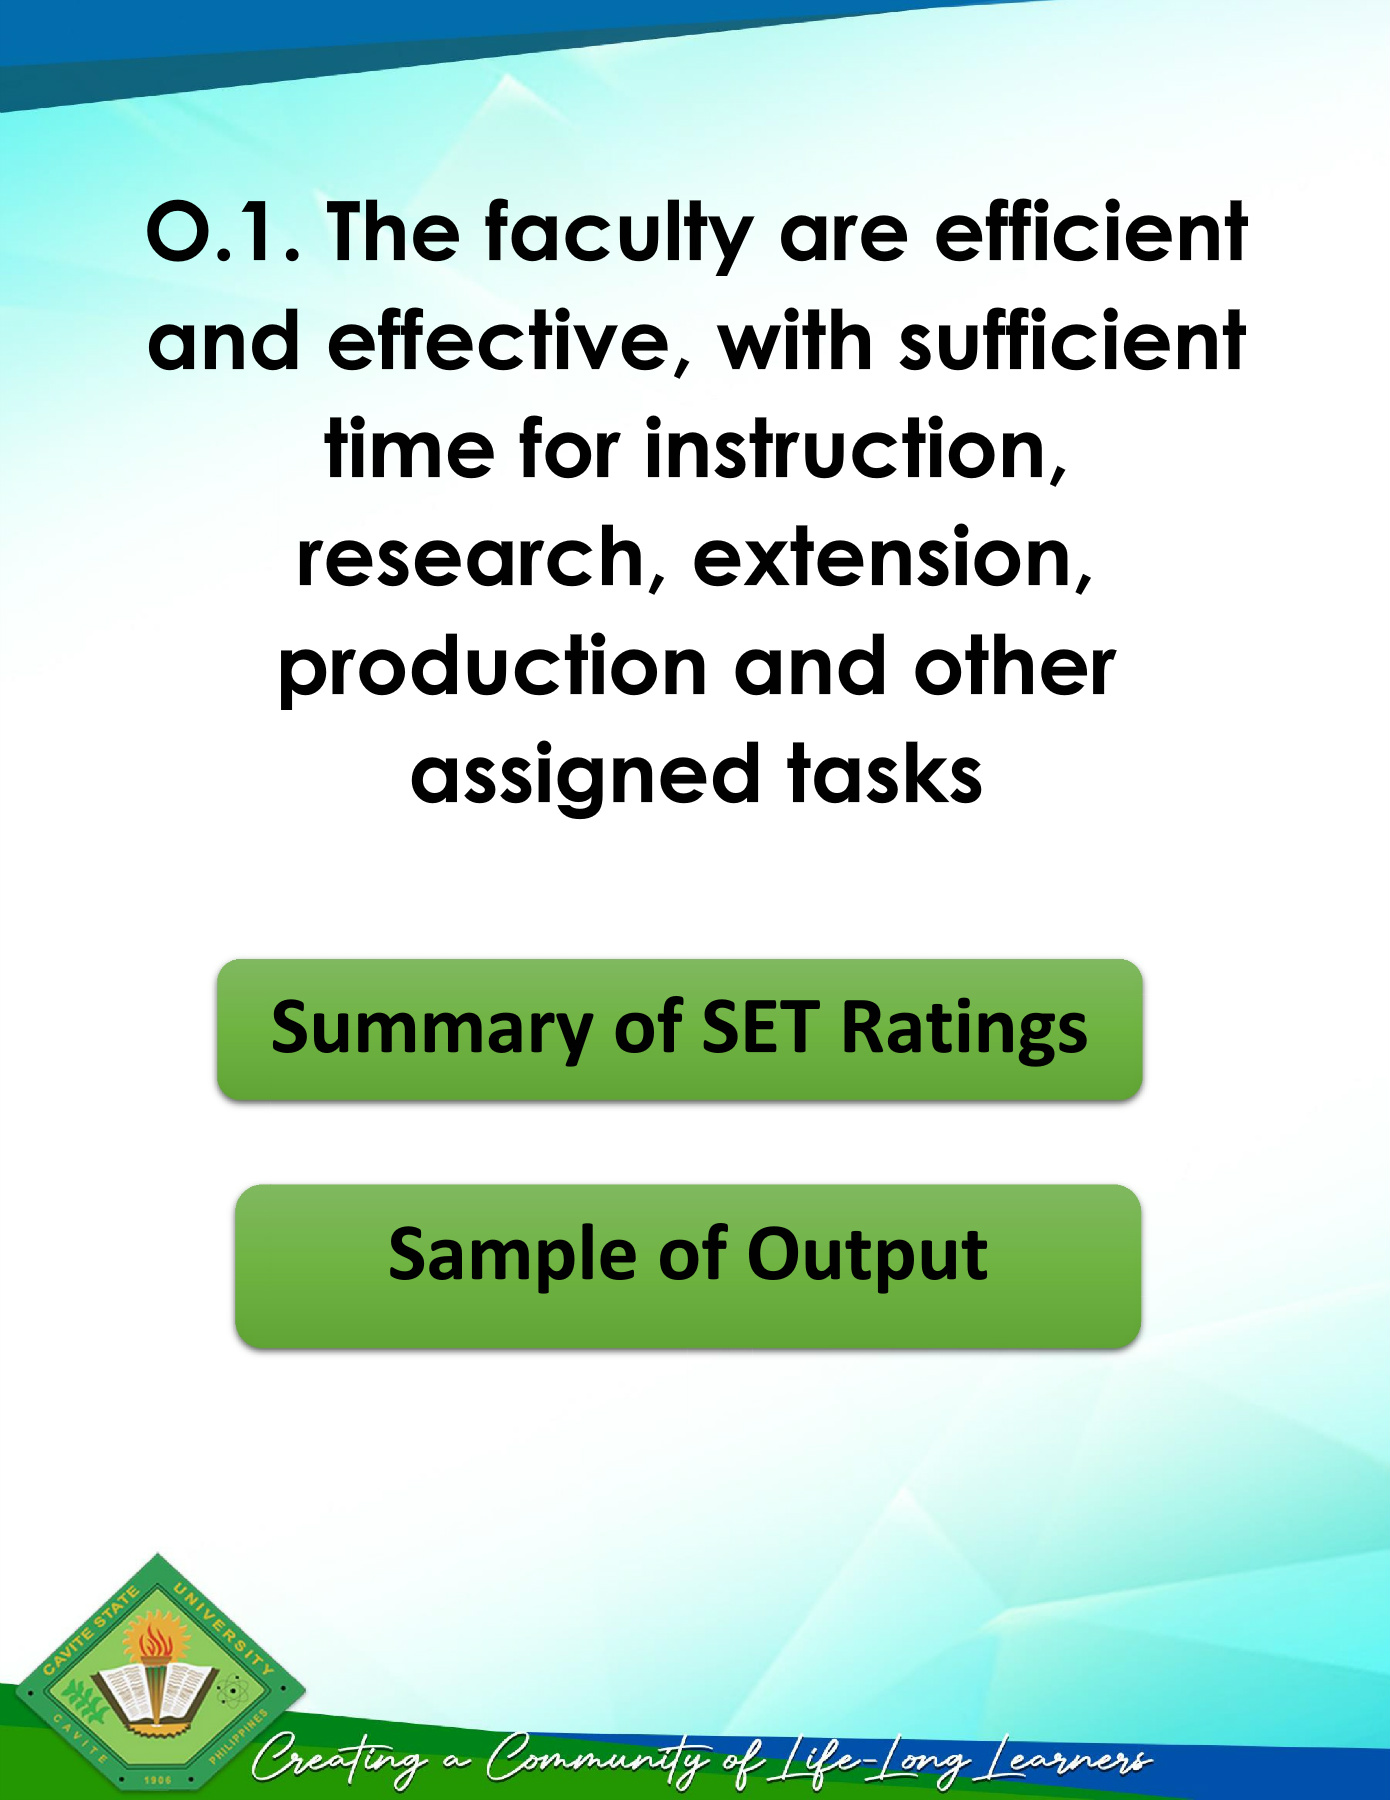 O.1. The faculty are efficient
and effective, with sufficient
time for instruction,
research, extension,
production and other
assigned tasks
Summary of SET Ratings
Sample of Output
CAVITE STATE UNIVERSITY
CAVITE PHILIPPINES
1906
Creating a Community of Life-Long Learners